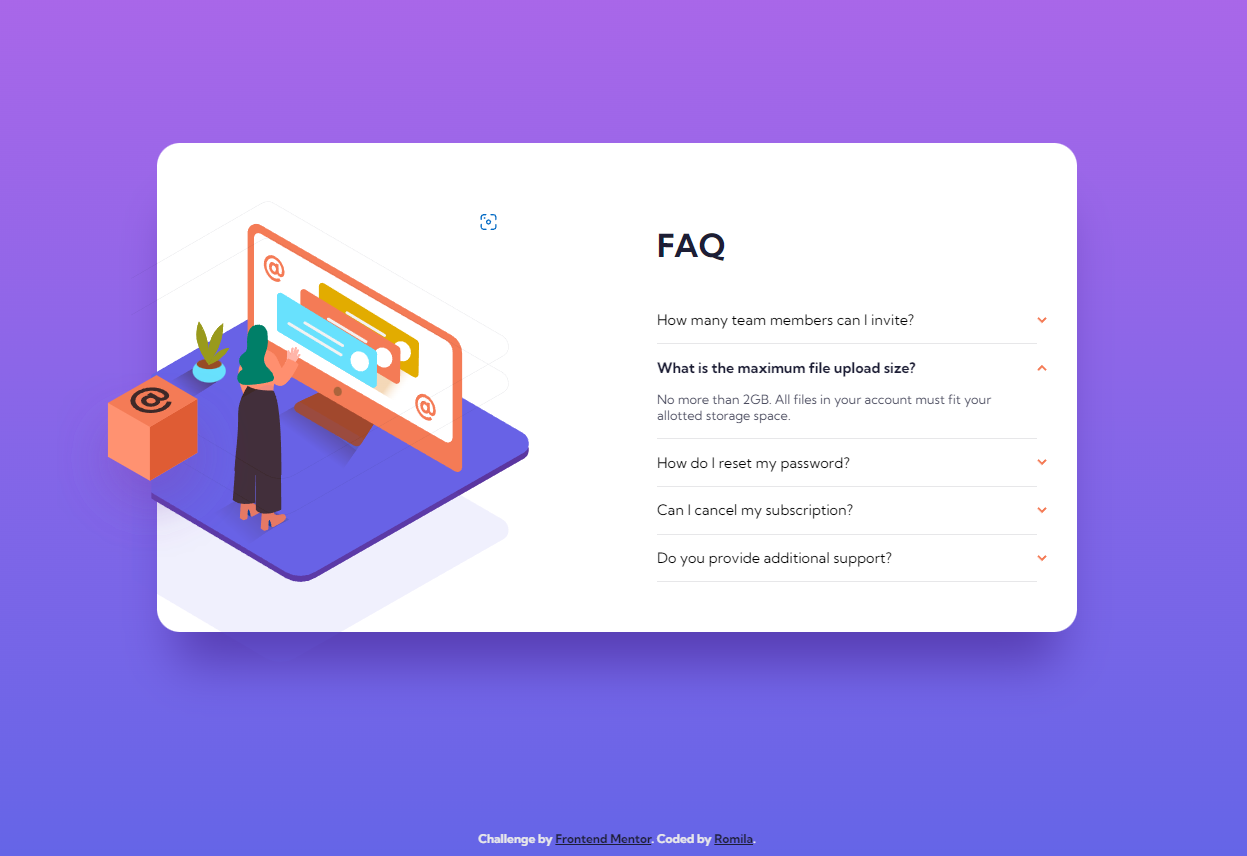 FAQ
How many team members can I invite?
What is the maximum file upload size?
No more than 2GB. All files in your account must fit your
allotted storage space.
How do I reset my password?
Can I cancel my subscription?
Do you provide additional support?
@
@
@
Challenge by Frontend Mentor. Coded by Romila.